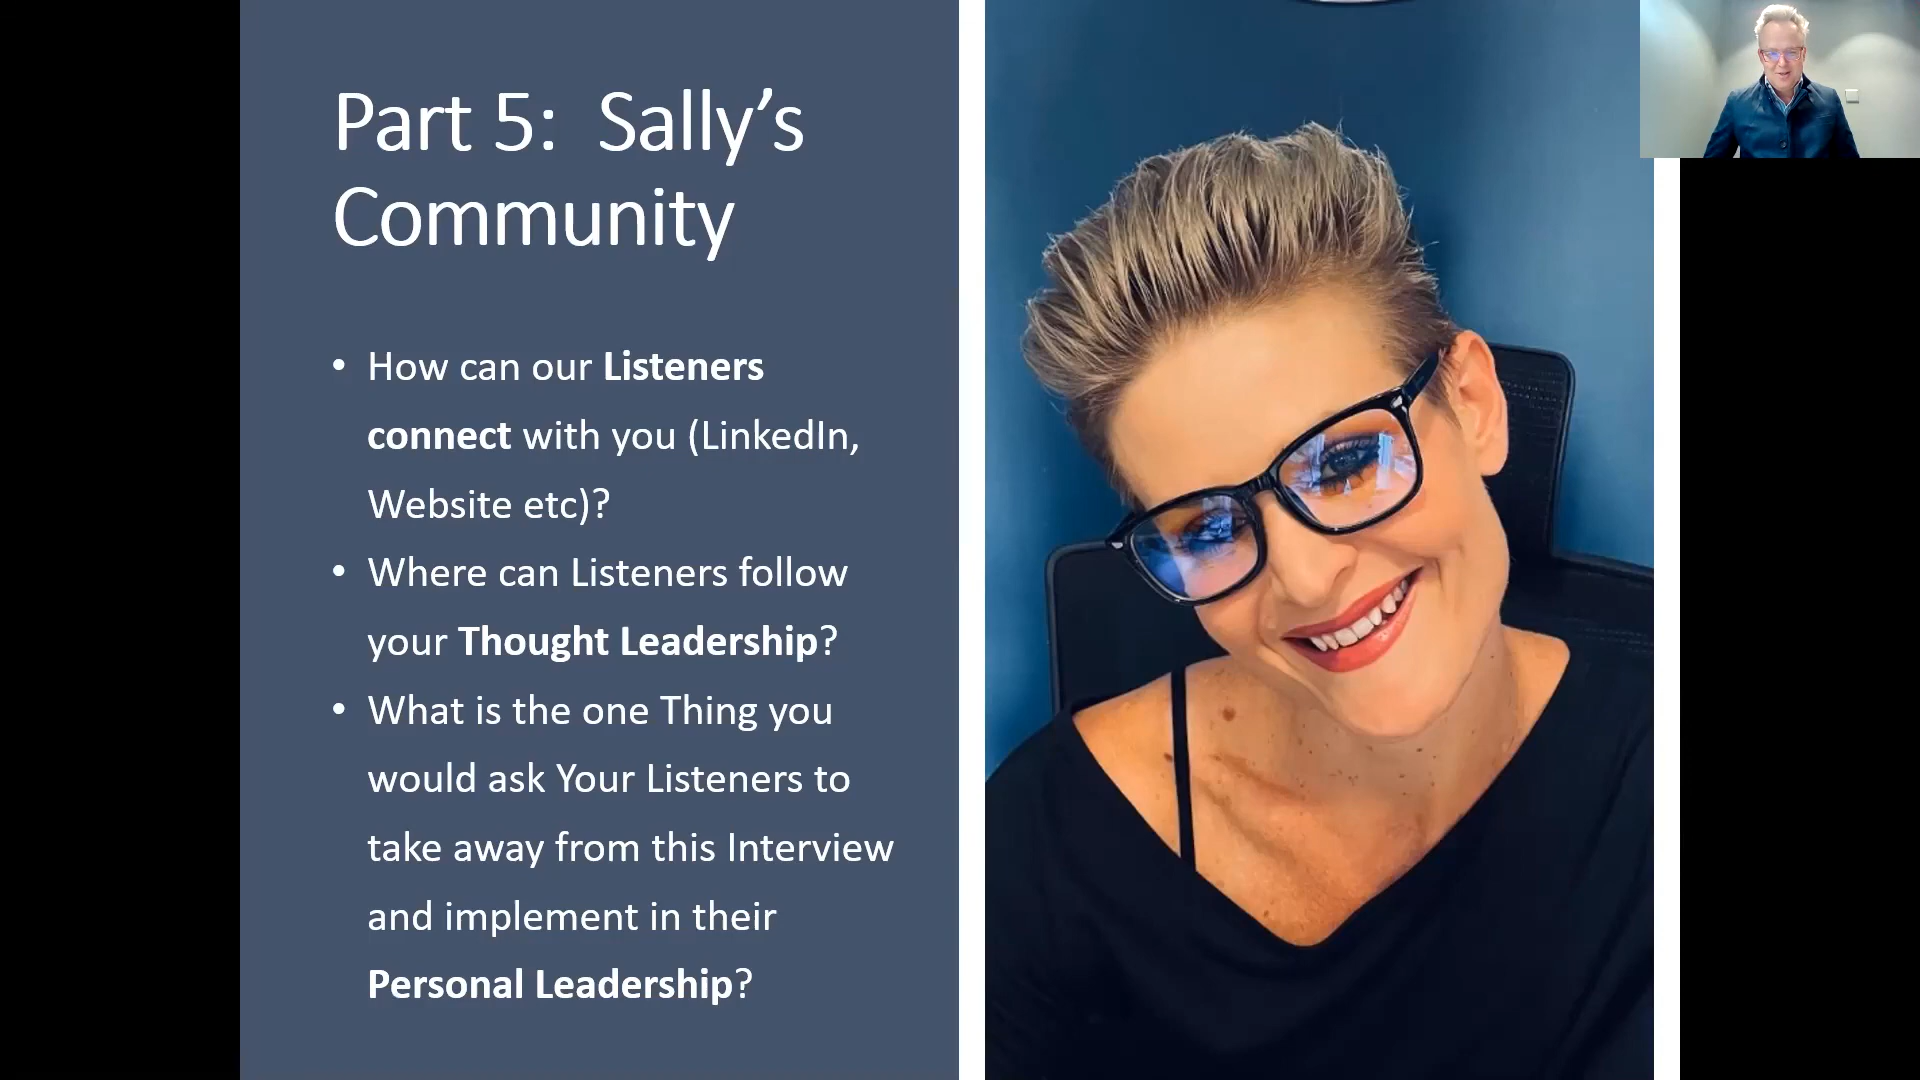 Part 5:  Sally’s
Community
• How can our Listeners
connect with you (LinkedIn,
Website etc)?
• Where can Listeners follow
your Thought Leadership?
• What is the one Thing you
would ask Your Listeners to
take away from this Interview
and implement in their
Personal Leadership?